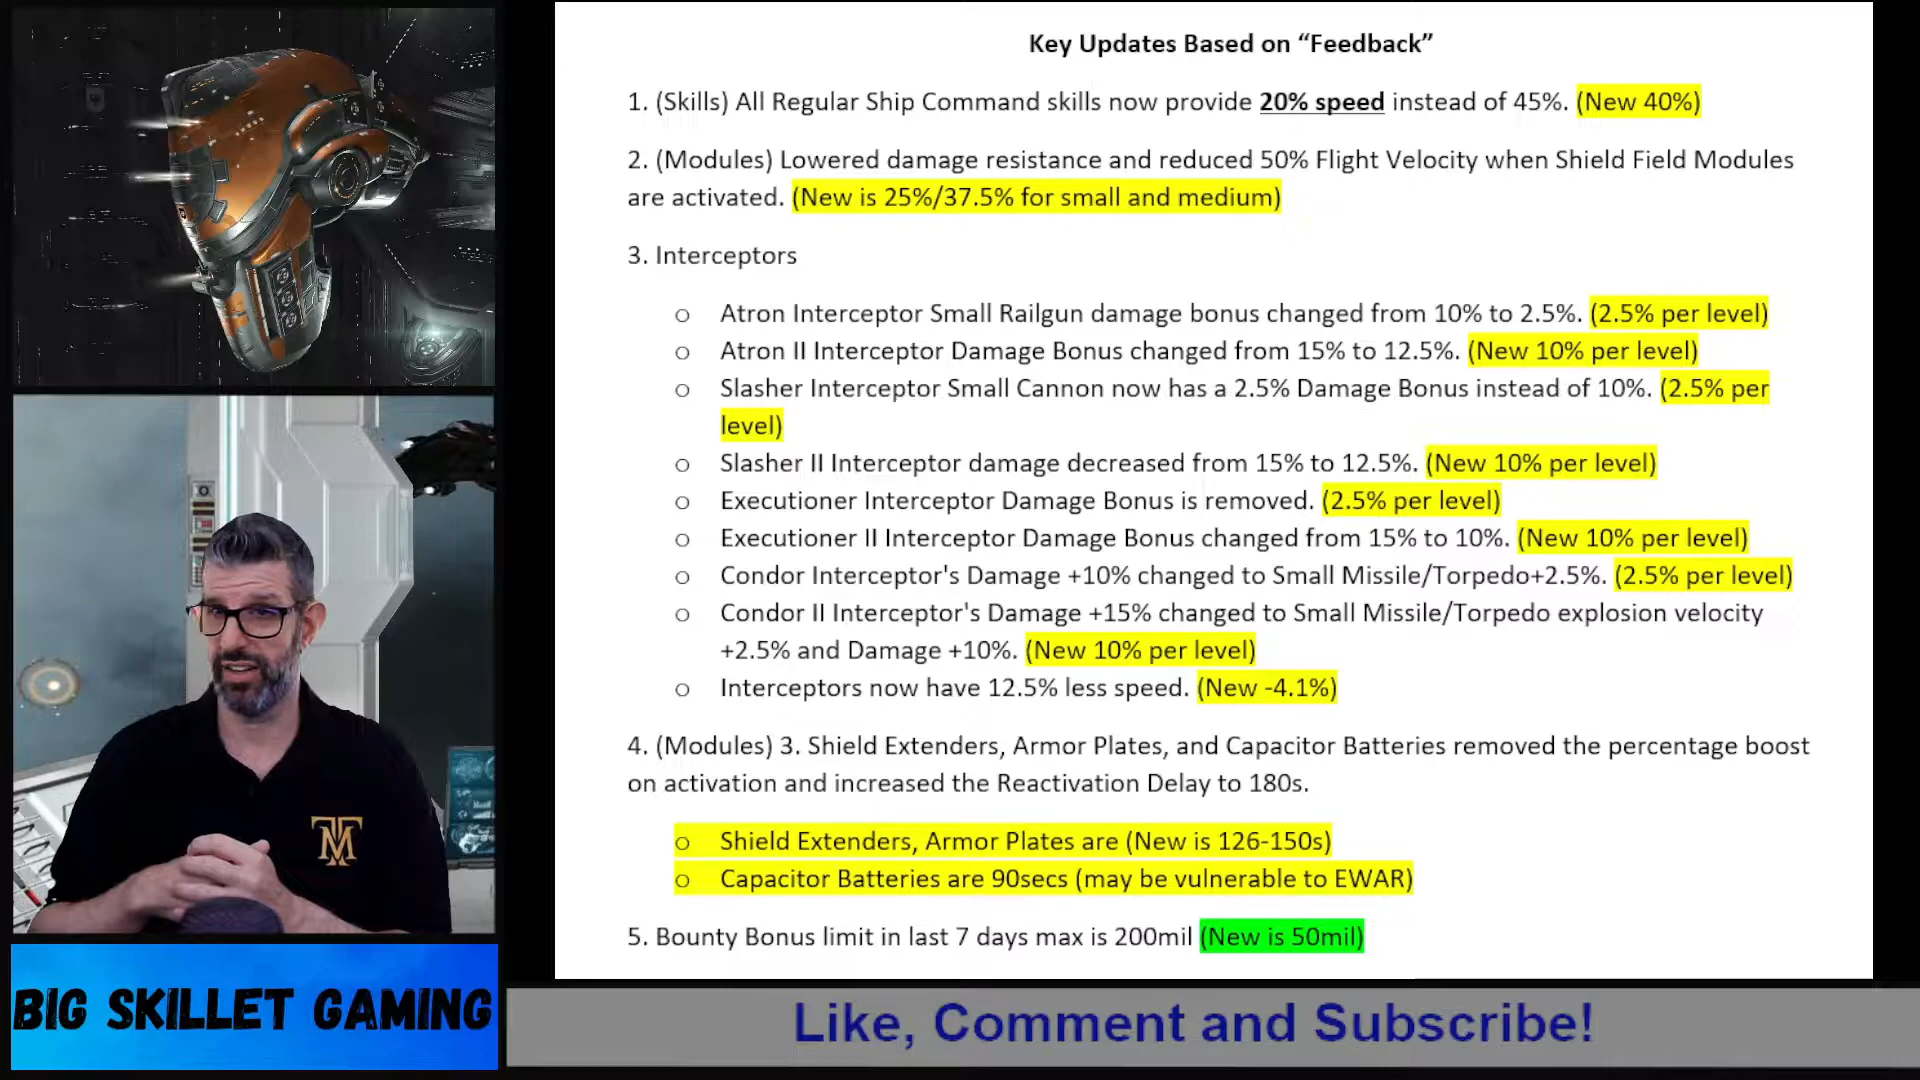 Key Updates Based on “Feedback”
1. (Skills) All Regular Ship Command skills now provide 20% speed instead of 45%. (New 40%)
2. (Modules) Lowered damage resistance and reduced 50% Flight Velocity when Shield Field Modules
are activated. (New is 25%/37.5% for small and medium)
3. Interceptors
o Atron Interceptor Small Railgun damage bonus changed from 10% to 2.5%. (2.5% per level)
o Atron II Interceptor Damage Bonus changed from 15% to 12.5%. (New 10% per level)
o Slasher Interceptor Small Cannon now has a 2.5% Damage Bonus instead of 10%. (2.5% per
level)
o Slasher II Interceptor damage decreased from 15% to 12.5%. (New 10% per level)
o Executioner Interceptor Damage Bonus is removed. (2.5% per level)
o Executioner II Interceptor Damage Bonus changed from 15% to 10%. (New 10% per level)
o Condor Interceptor's Damage +10% changed to Small Missile/Torpedo+2.5%. (2.5% per level)
o Condor II Interceptor's Damage +15% changed to Small Missile/Torpedo explosion velocity
+2.5% and Damage +10%. (New 10% per level)
o Interceptors now have 12.5% less speed. (New -4.1%)
4. (Modules) 3. Shield Extenders, Armor Plates, and Capacitor Batteries removed the percentage boost
on activation and increased the Reactivation Delay to 180s.
o Shield Extenders, Armor Plates are (New is 126-150s)
o Capacitor Batteries are 90secs (may be vulnerable to EWAR)
5. Bounty Bonus limit in last 7 days max is 200mil (New is 50mil)
TM
BIG SKILLET GAMING
Like, Comment and Subscribe!